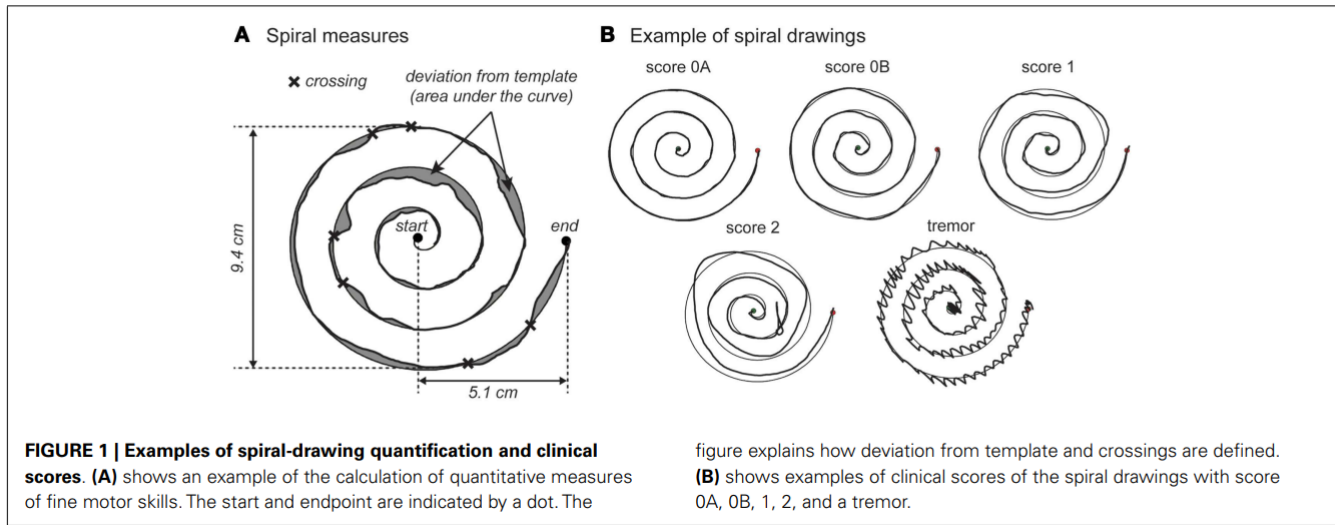 A Spiral measures
× crossing
deviation from template
(area under the curve)
start
end
9.4 cm
5.1 cm
B Example of spiral drawings
score 0A
score 0B
score 1
score 2
tremor
FIGURE 1 | Examples of spiral-drawing quantification and clinical
scores. (A) shows an example of the calculation of quantitative measures
of fine motor skills. The start and endpoint are indicated by a dot. The
figure explains how deviation from template and crossings are defined.
(B) shows examples of clinical scores of the spiral drawings with score
0A, 0B, 1, 2, and a tremor.